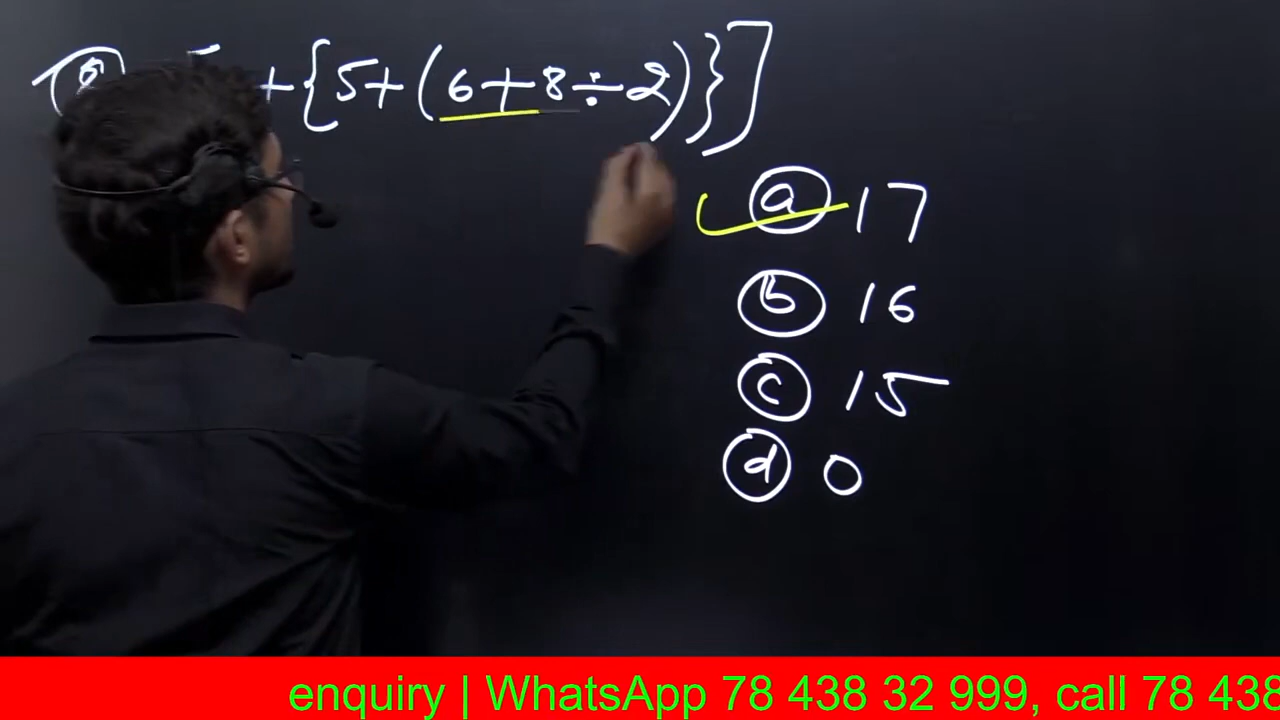 +{5+(6+8÷2)}]
a 17
b 16
c 15
d 0
enquiry | WhatsApp 78 438 32 999, call 78 438